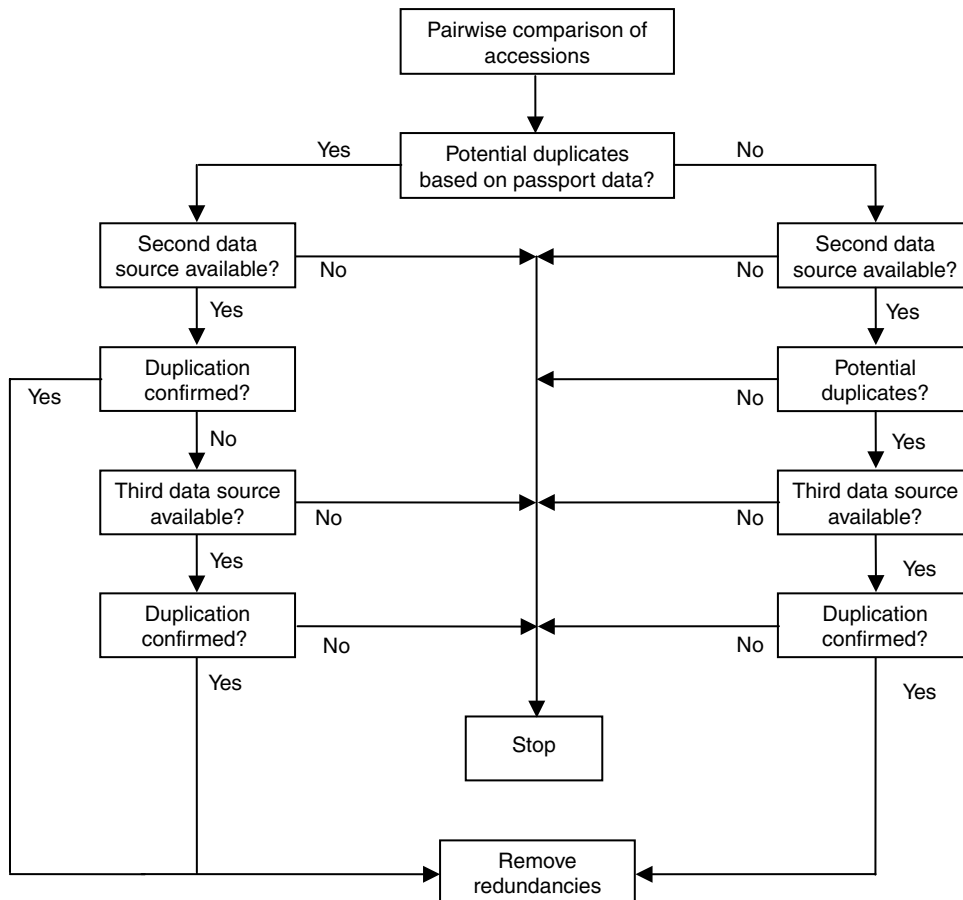 Pairwise comparison of
accessions
Yes
Potential duplicates
based on passport data?
No
Second data
source available?
No
Second data
source available?
No
Yes
Yes
Duplication
confirmed?
Yes
Potential
duplicates?
No
No
Yes
Third data source
available?
No
Third data source
available?
No
Yes
Yes
Duplication
confirmed?
No
Duplication
confirmed?
No
Yes
Yes
Stop
Remove
redundancies